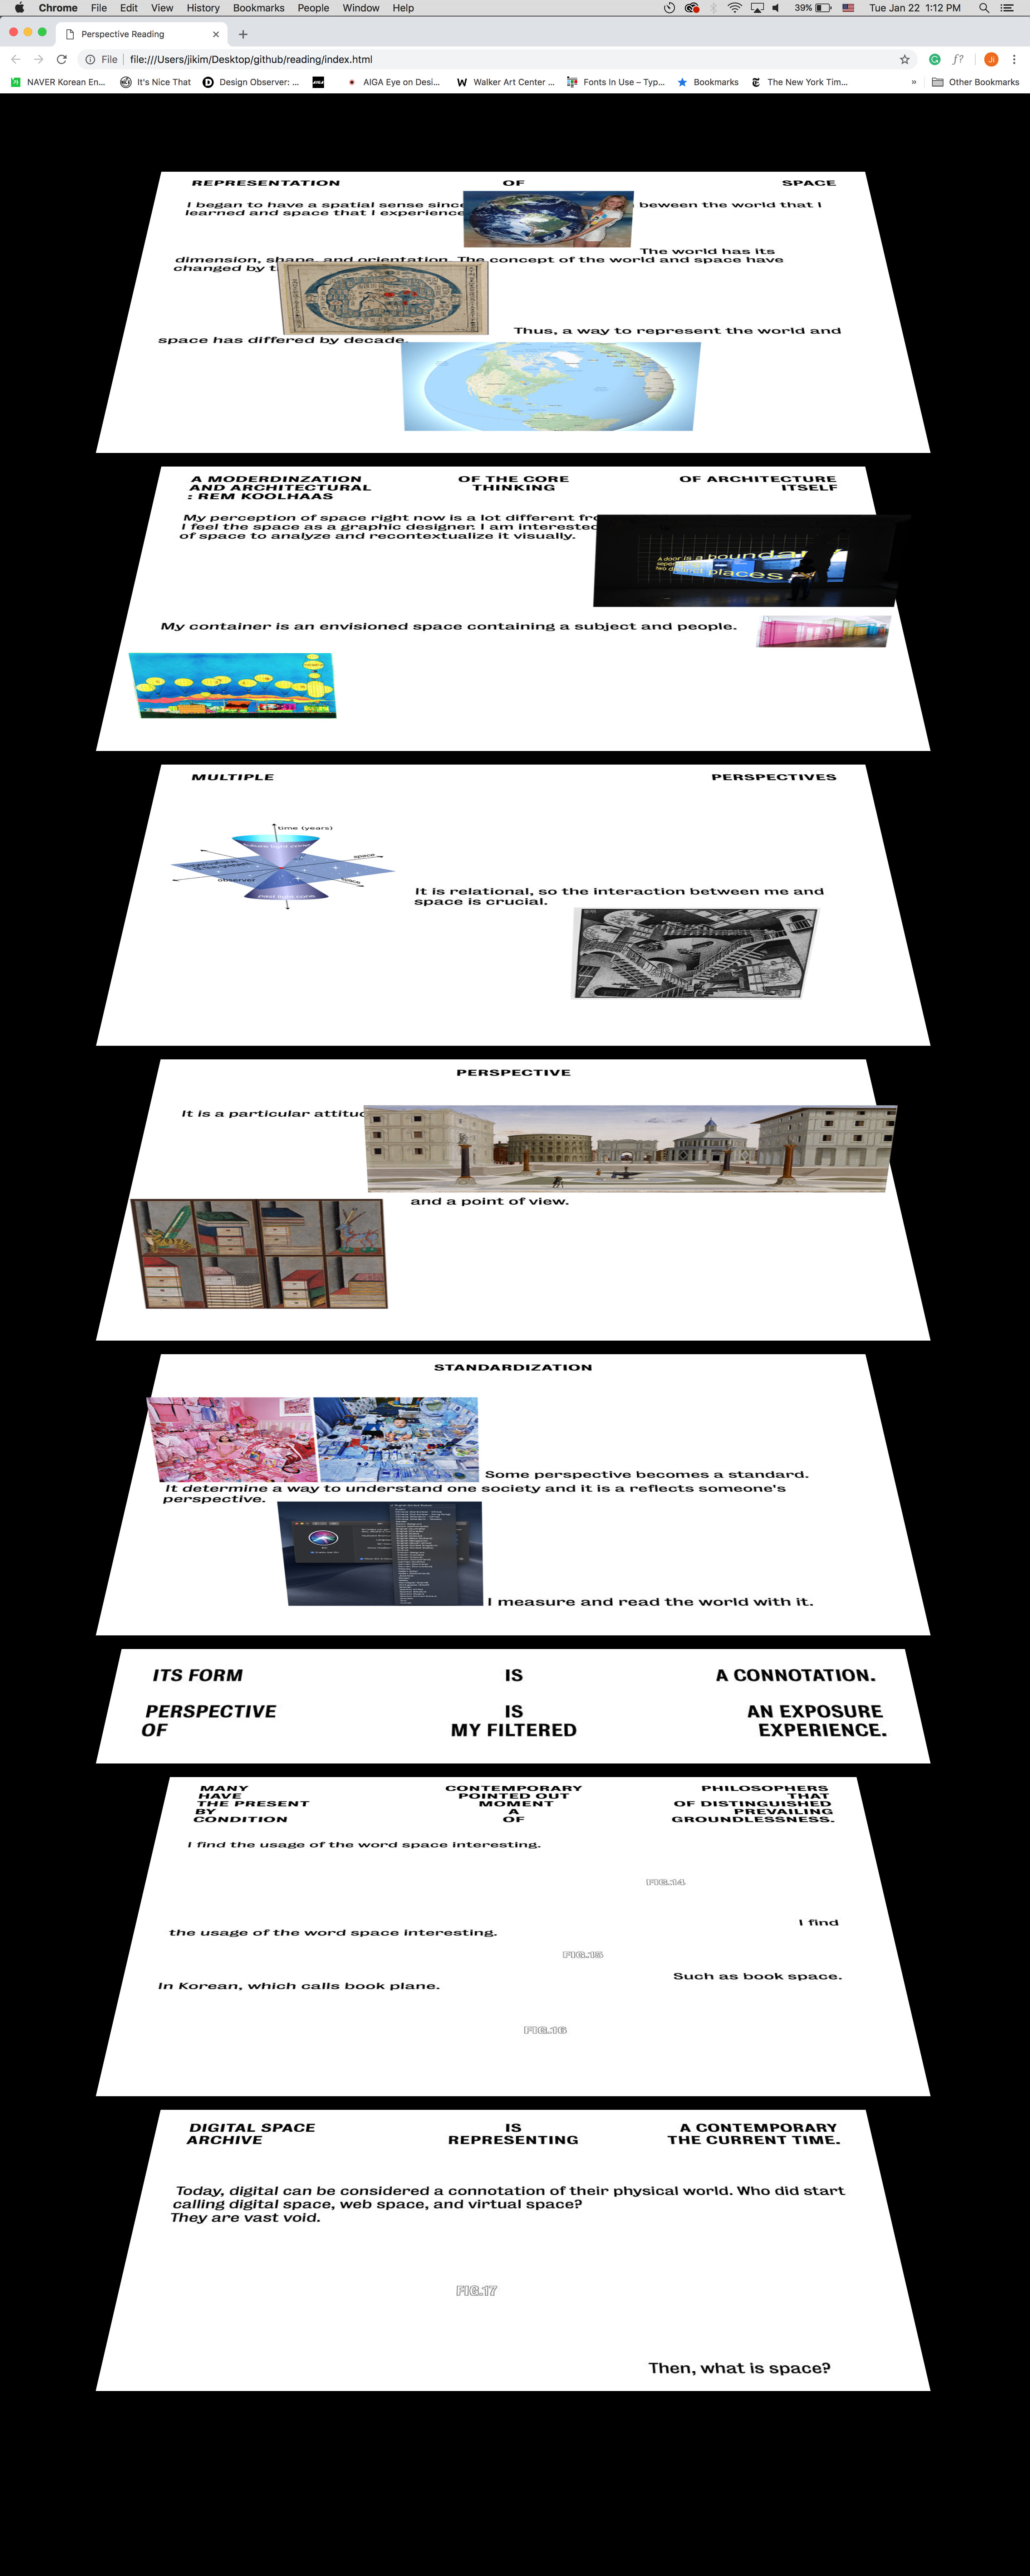 Chrome File Edit View History Bookmarks People Window Help 39% Tue Jan 22 1:12 PM
Perspective Reading
File file:///Users/jikim/Desktop/github/reading/index.html f? Ji
NAVER Korean En... It's Nice That Design Observer: ... AIGA Eye on Desi... Walker Art Center ... Fonts In Use – Typ... Bookmarks The New York Tim... » Other Bookmarks
REPRESENTATION OF SPACE
I began to have a spatial sense since beween the world that I
learned and space that I experience
The world has its
dimension, shape, and orientation. The concept of the world and space have
changed by t
Thus, a way to represent the world and
space has differed by decade.
A MODERDINZATION OF THE CORE OF ARCHITECTURE
AND ARCHITECTURAL THINKING ITSELF
: REM KOOLHAAS
My perception of space right now is a lot different fro
I feel the space as a graphic designer. I am interested
of space to analyze and recontextualize it visually.
A door is a boundary
two places
My container is an envisioned space containing a subject and people.
MULTIPLE PERSPECTIVES
time (years)
space
observer
space
It is relational, so the interaction between me and
space is crucial.
PERSPECTIVE
It is a particular attitud
and a point of view.
STANDARDIZATION
Some perspective becomes a standard.
It determine a way to understand one society and it is a reflects someone's
perspective.
I measure and read the world with it.
ITS FORM IS A CONNOTATION.
PERSPECTIVE IS AN EXPOSURE
OF MY FILTERED EXPERIENCE.
MANY CONTEMPORARY PHILOSOPHERS
HAVE POINTED OUT THAT
THE PRESENT MOMENT OF DISTINGUISHED
BY A PREVAILING
CONDITION OF GROUNDLESSNESS.
I find the usage of the word space interesting.
FIG.14
I find
the usage of the word space interesting.
FIG.15
Such as book space.
In Korean, which calls book plane.
FIG.16
DIGITAL SPACE IS A CONTEMPORARY
ARCHIVE REPRESENTING THE CURRENT TIME.
Today, digital can be considered a connotation of their physical world. Who did start
calling digital space, web space, and virtual space?
They are vast void.
FIG.17
Then, what is space?